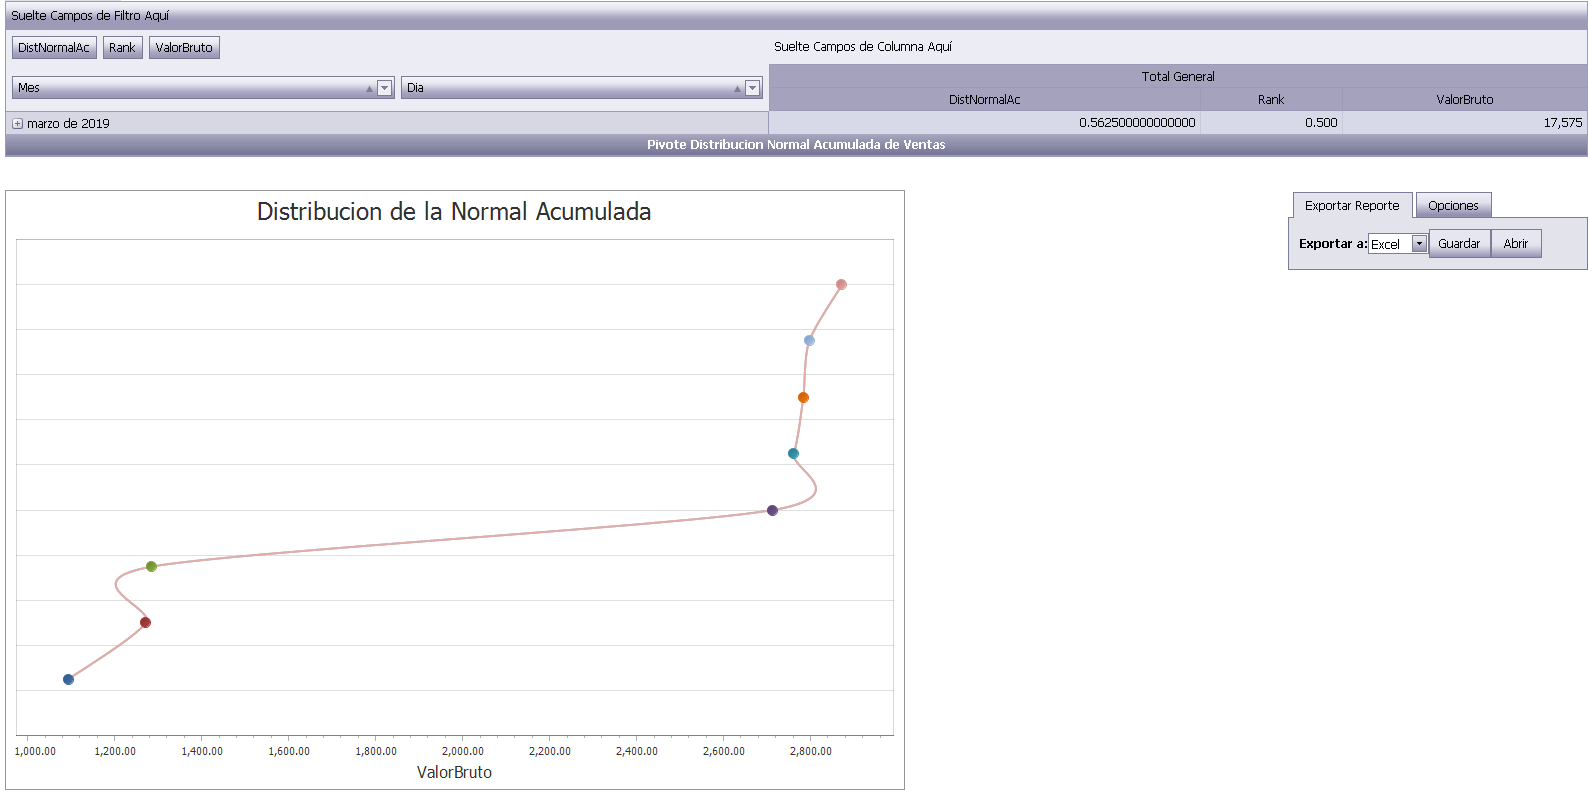 Suelte Campos de Filtro Aquí
DistNormalAc Rank ValorBruto
Suelte Campos de Columna Aquí
Mes Dia
Total General
DistNormalAc Rank ValorBruto
marzo de 2019 0.562500000000000 0.500 17,575
Pivote Distribucion Normal Acumulada de Ventas
Distribucion de la Normal Acumulada
1,000.00 1,200.00 1,400.00 1,600.00 1,800.00 2,000.00 2,200.00 2,400.00 2,600.00 2,800.00
ValorBruto
Exportar Reporte Opciones
Exportar a: Excel Guardar Abrir